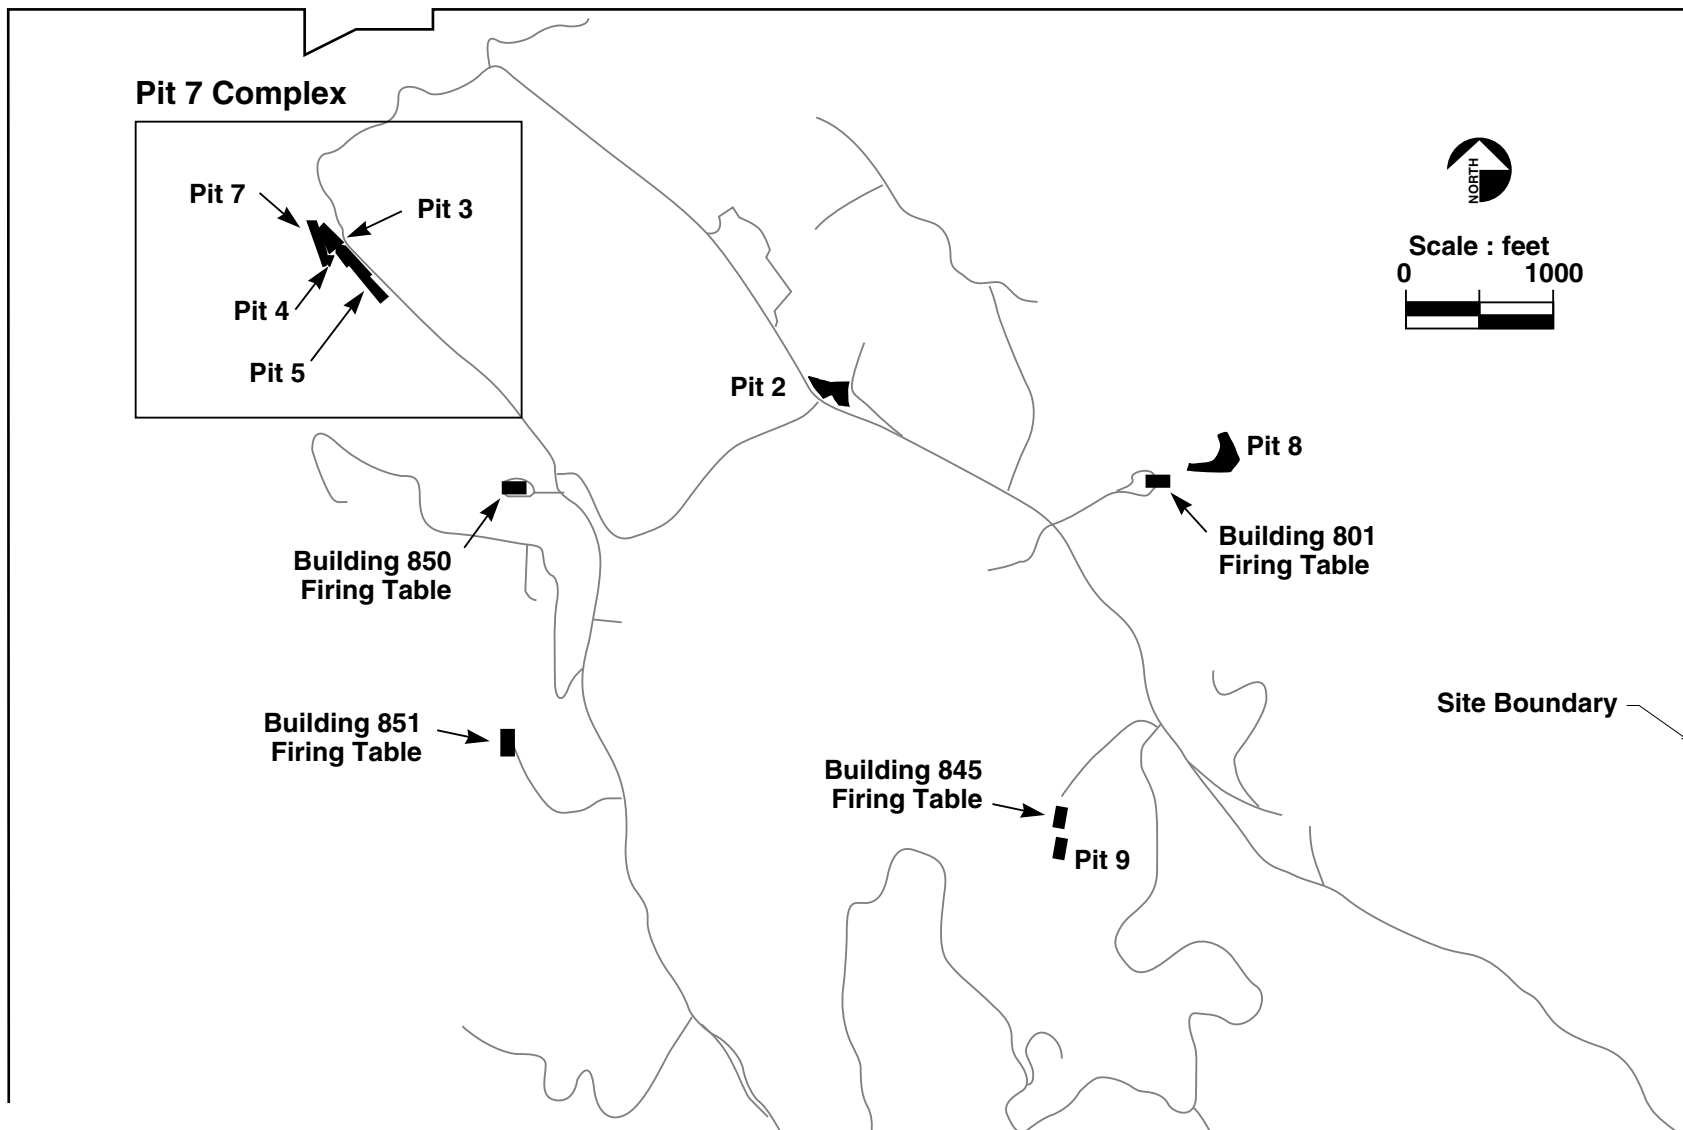 Pit 7 Complex
Pit 7
Pit 3
Pit 4
Pit 5
NORTH
Scale : feet
0 1000
Pit 2
Pit 8
Building 801
Firing Table
Building 850
Firing Table
Site Boundary
Building 851
Firing Table
Building 845
Firing Table
Pit 9